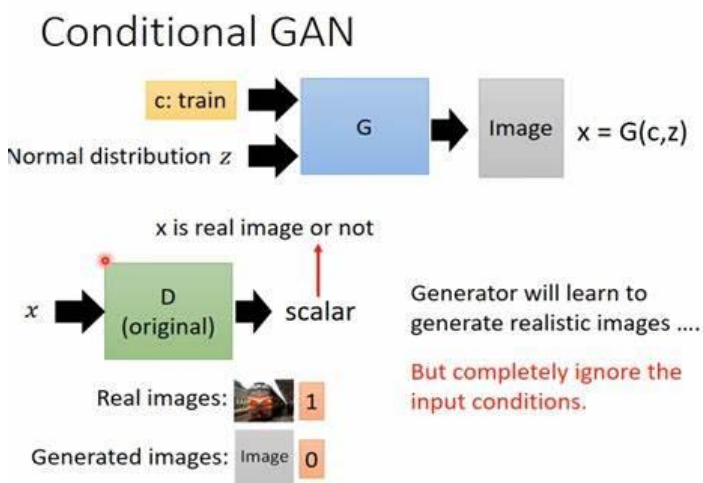 Conditional GAN
c: train
G
Image
x = G(c,z)
Normal distribution z
x is real image or not
x
D
(original)
scalar
Generator will learn to
generate realistic images ....
But completely ignore the
input conditions.
Real images:
1
Generated images:
Image
0